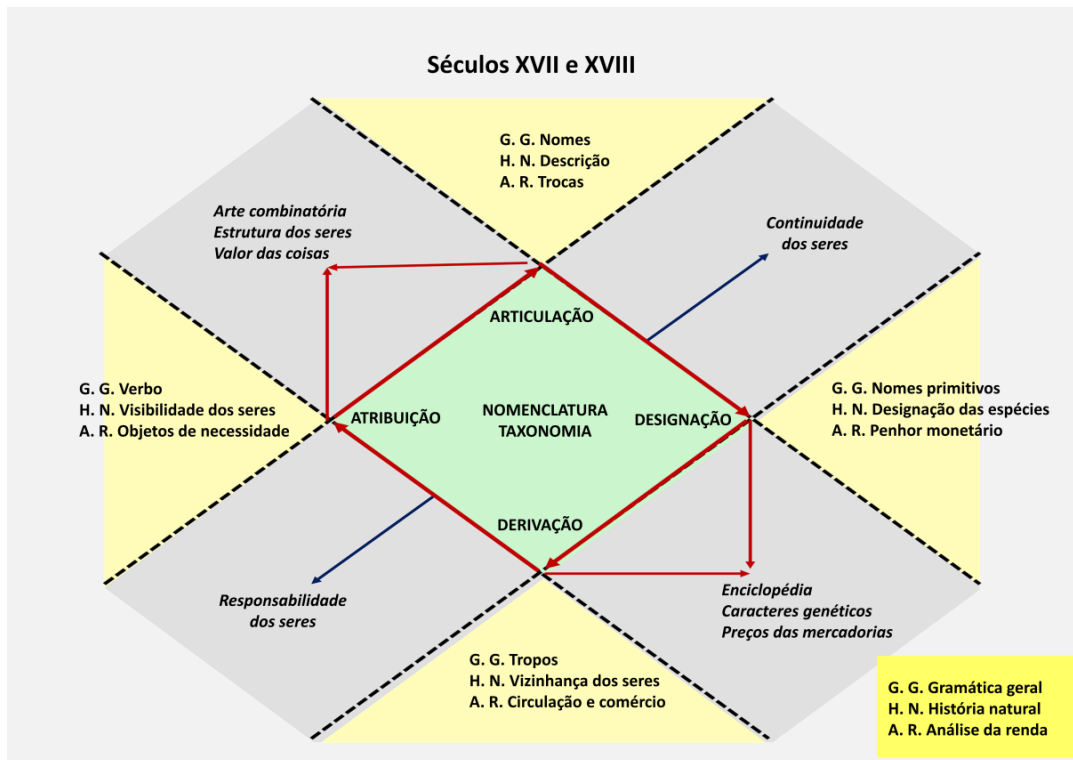 Séculos XVII e XVIII
G. G. Nomes
H. N. Descrição
A. R. Trocas
Arte combinatória
Estrutura dos seres
Valor das coisas
Continuidade
dos seres
ARTICULAÇÃO
G. G. Verbo
H. N. Visibilidade dos seres
A. R. Objetos de necessidade
ATRIBUIÇÃO
NOMENCLATURA
TAXONOMIA
DESIGNAÇÃO
G. G. Nomes primitivos
H. N. Designação das espécies
A. R. Penhor monetário
DERIVAÇÃO
Responsabilidade
dos seres
Enciclopédia
Caracteres genéticos
Preços das mercadorias
G. G. Tropos
H. N. Vizinhança dos seres
A. R. Circulação e comércio
G. G. Gramática geral
H. N. História natural
A. R. Análise da renda